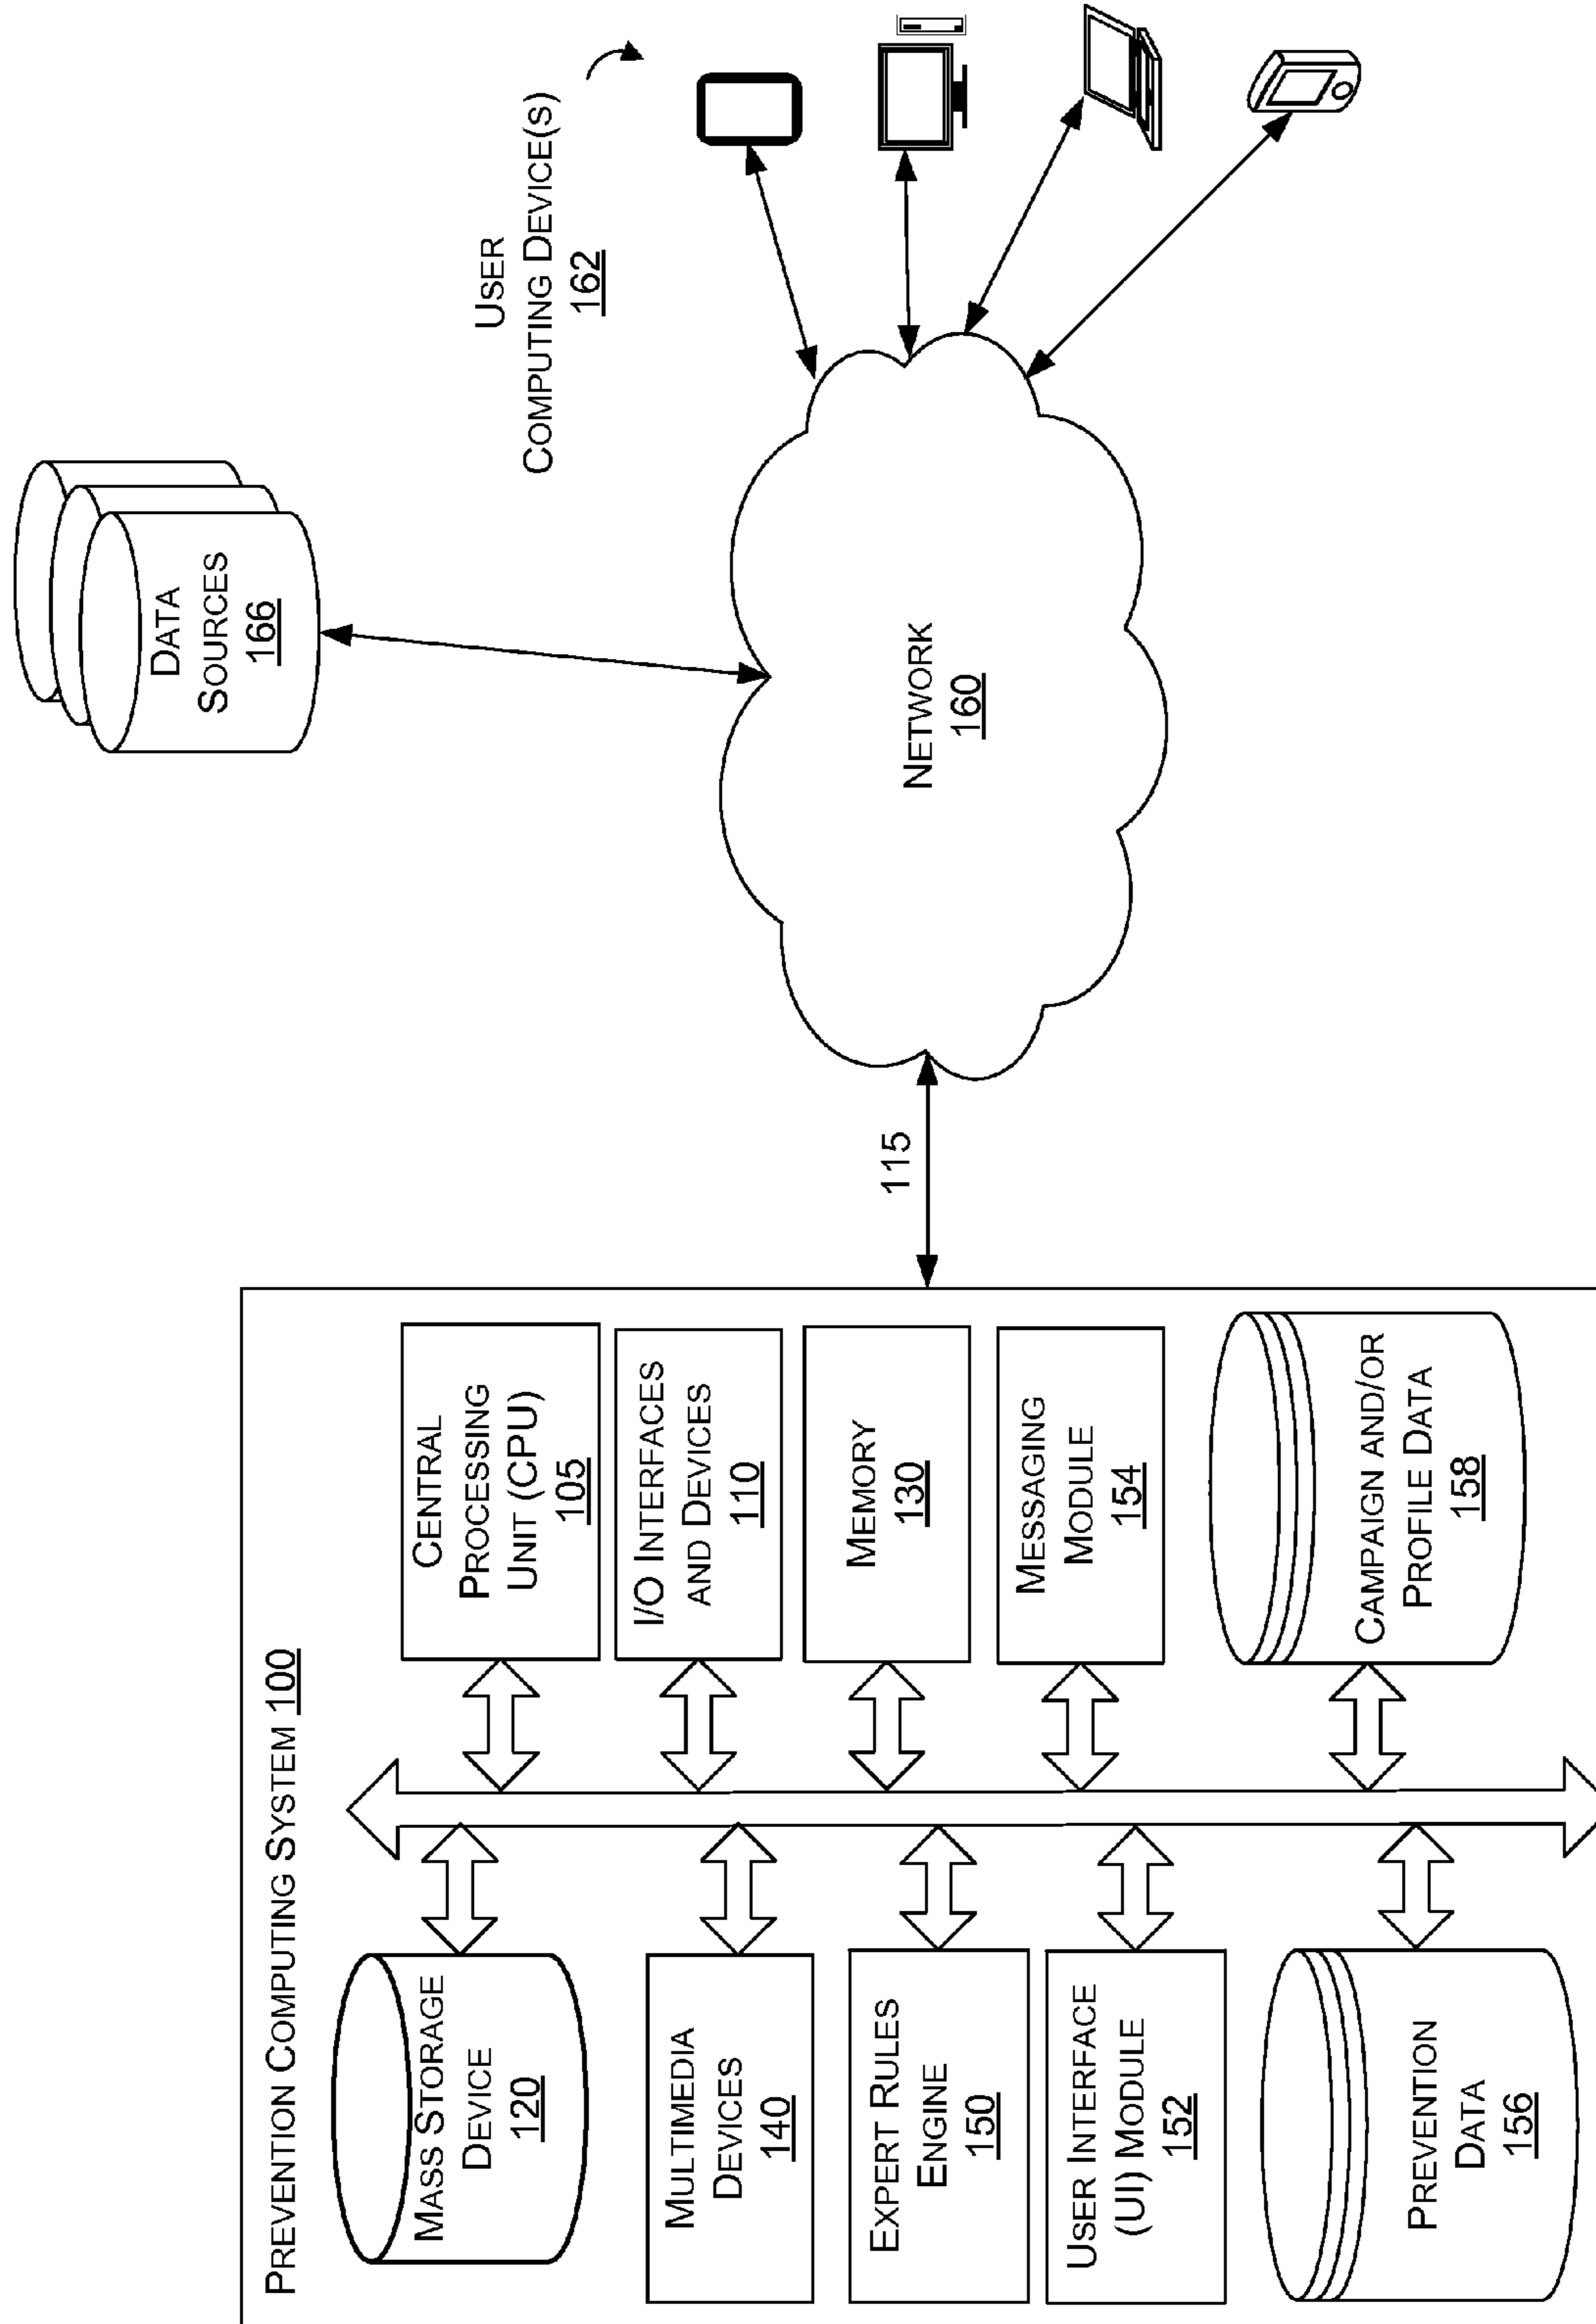 PREVENTION COMPUTING SYSTEM 100
MASS STORAGE
DEVICE
120
MULTIMEDIA
DEVICES
140
EXPERT RULES
ENGINE
150
USER INTERFACE
(UI) MODULE
152
PREVENTION
DATA
156
CENTRAL
PROCESSING
UNIT (CPU)
105
I/O INTERFACES
AND DEVICES
110
MEMORY
130
MESSAGING
MODULE
154
CAMPAIGN AND/OR
PROFILE DATA
158
115
NETWORK
160
DATA
SOURCES
166
USER
COMPUTING DEVICE(S)
162